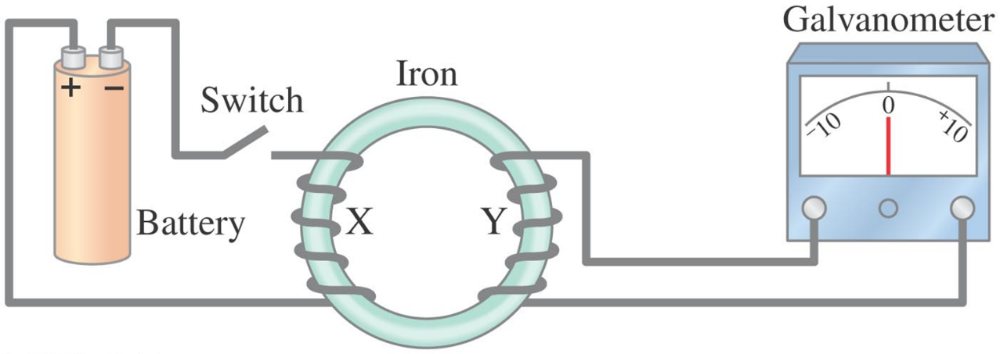 Galvanometer
Iron
Switch
+ −
−10 0 +10
Battery
X
Y